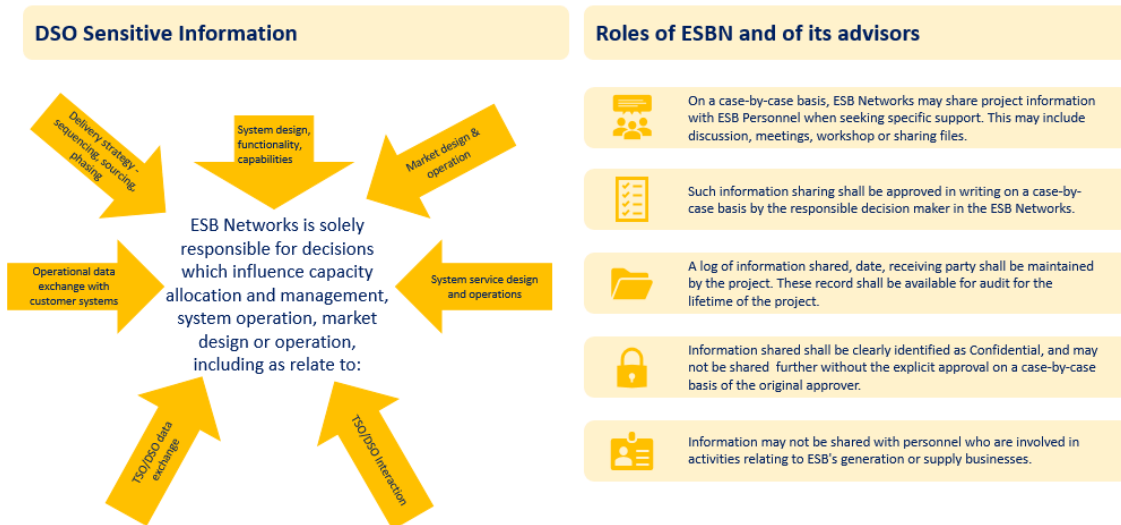 DSO Sensitive Information
Delivery strategy -
sequencing, sourcing,
phasing
System design,
functionality,
capabilities
Market design &
operation
Operational data
exchange with
customer systems
ESB Networks is solely
responsible for decisions
which influence capacity
allocation and management,
system operation, market
design or operation,
including as relate to:
System service design
and operations
TSO/DSO data
exchange
TSO/DSO Interaction
Roles of ESBN and of its advisors
On a case-by-case basis, ESB Networks may share project information
with ESB Personnel when seeking specific support. This may include
discussion, meetings, workshop or sharing files.
Such information sharing shall be approved in writing on a case-by-
case basis by the responsible decision maker in the ESB Networks.
A log of information shared, date, receiving party shall be maintained
by the project. These record shall be available for audit for the
lifetime of the project.
Information shared shall be clearly identified as Confidential, and may
not be shared  further without the explicit approval on a case-by-case
basis of the original approver.
Information may not be shared with personnel who are involved in
activities relating to ESB's generation or supply businesses.